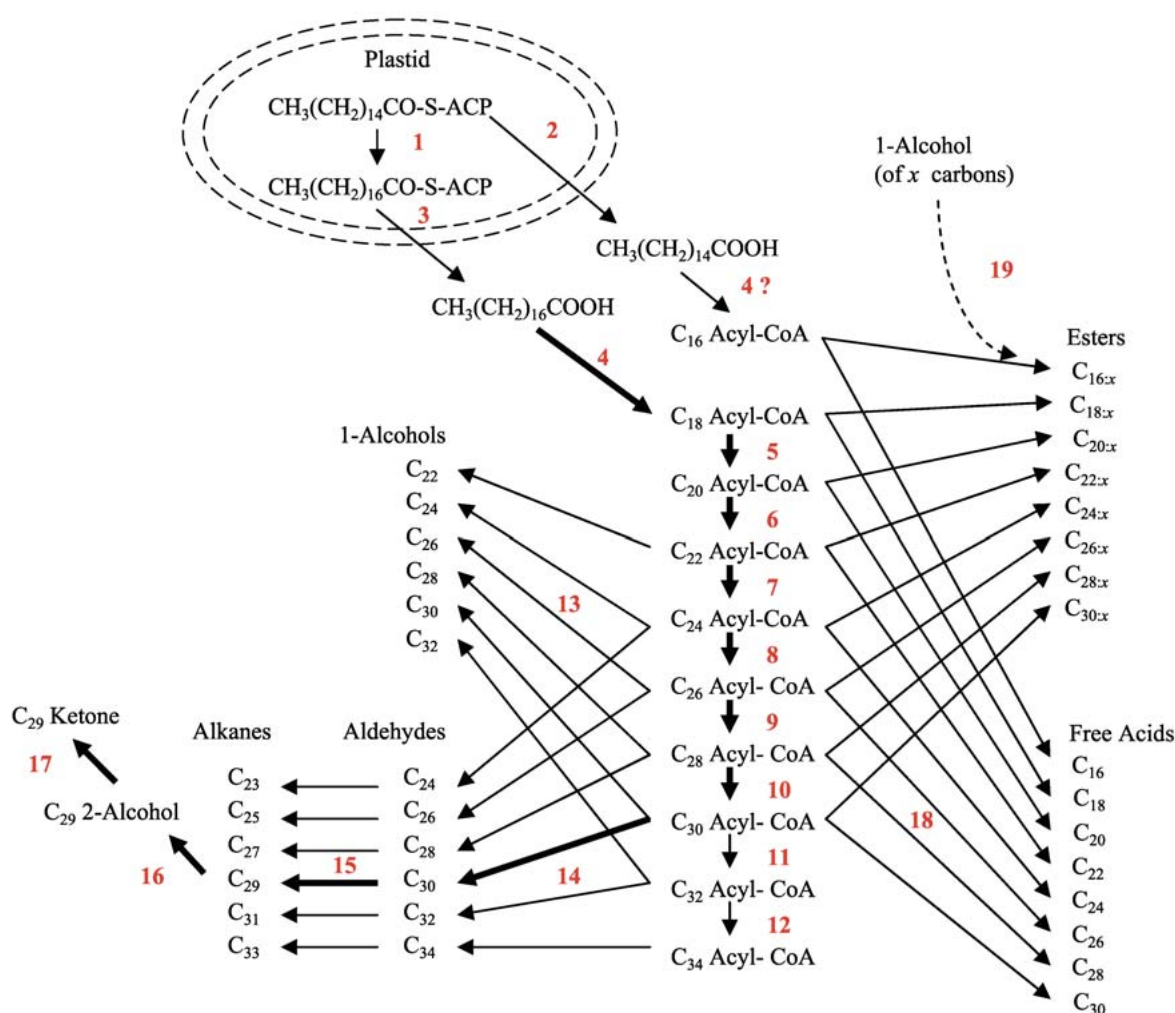 Plastid
CH₃(CH₂)₁₄CO-S-ACP
1
2
CH₃(CH₂)₁₆CO-S-ACP
3
1-Alcohol
(of x carbons)
CH₃(CH₂)₁₄COOH
19
4 ?
CH₃(CH₂)₁₆COOH
4
C₁₆ Acyl-CoA
C₁₈ Acyl-CoA
5
C₂₀ Acyl-CoA
6
C₂₂ Acyl-CoA
7
C₂₄ Acyl-CoA
8
C₂₆ Acyl- CoA
9
C₂₈ Acyl- CoA
10
C₃₀ Acyl- CoA
11
C₃₂ Acyl- CoA
12
C₃₄ Acyl- CoA
Esters
C₁₆:ₓ
C₁₈:ₓ
C₂₀:ₓ
C₂₂:ₓ
C₂₄:ₓ
C₂₆:ₓ
C₂₈:ₓ
C₃₀:ₓ
1-Alcohols
C₂₂
C₂₄
C₂₆
C₂₈
C₃₀
C₃₂
13
C₂₉ Ketone
17
C₂₉ 2-Alcohol
16
Alkanes
C₂₃
C₂₅
C₂₇
C₂₉
C₃₁
C₃₃
15
Aldehydes
C₂₄
C₂₆
C₂₈
C₃₀
C₃₂
C₃₄
14
18
Free Acids
C₁₆
C₁₈
C₂₀
C₂₂
C₂₄
C₂₆
C₂₈
C₃₀